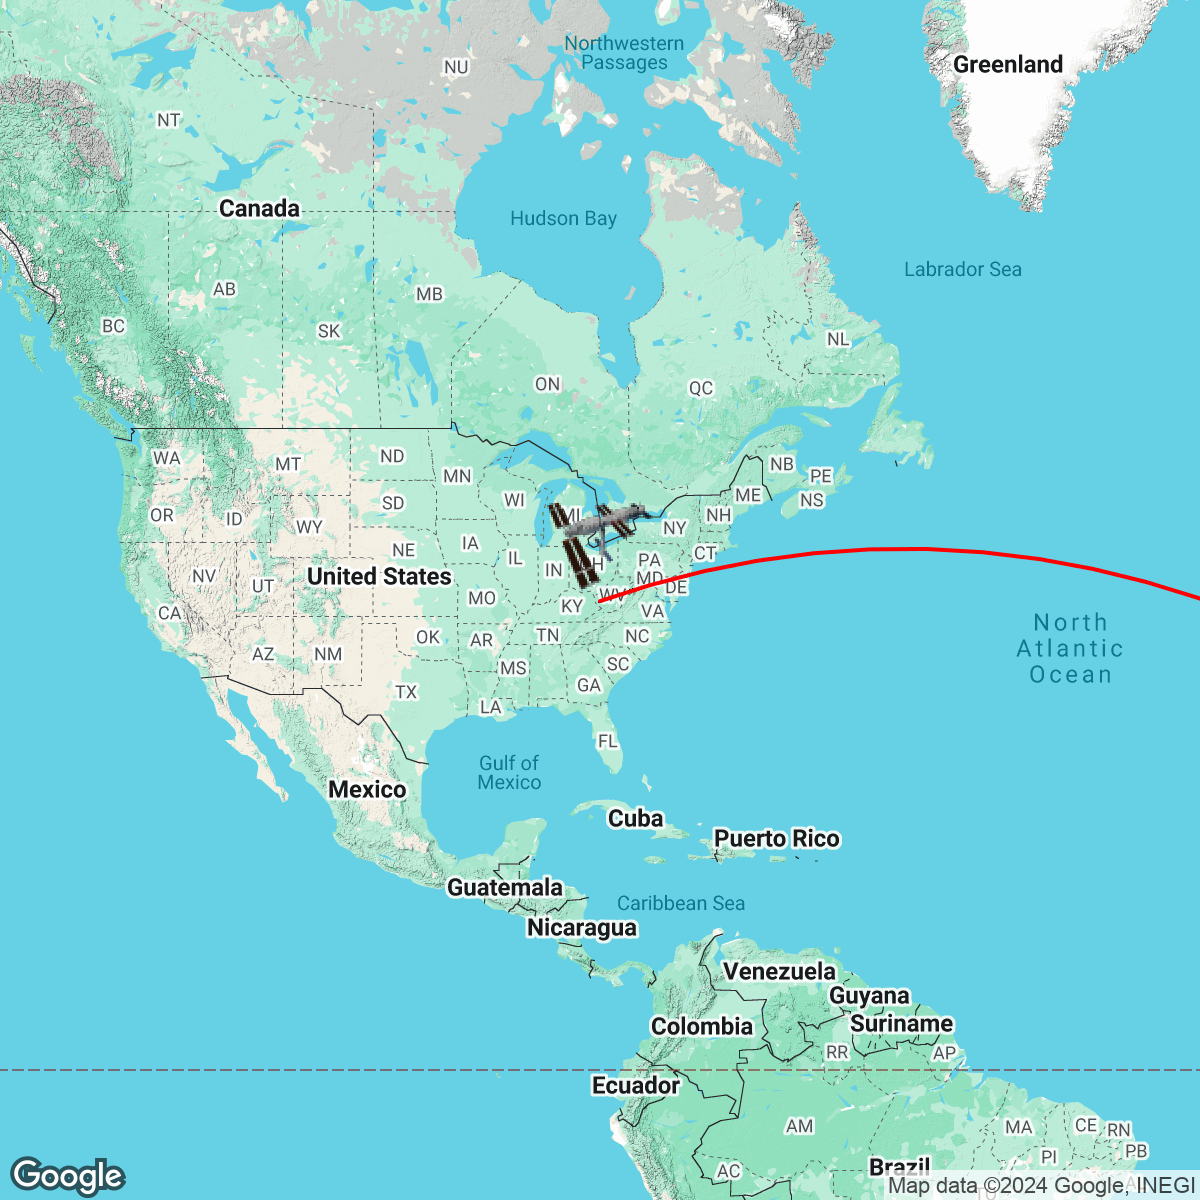 Northwestern
Passages
NU
Greenland
NT
Canada
Hudson Bay
Labrador Sea
AB
MB
BC
SK
NL
ON
QC
WA
MT
ND
MN
NB
PE
NS
ME
OR
ID
WY
SD
WI
MI
NY
NH
NV
UT
NE
IA
IL
IN
PA
CT
United States
MD
DE
CA
MO
KY
WV
VA
North
Atlantic
Ocean
AZ
NM
OK
AR
TN
NC
SC
MS
TX
LA
GA
FL
Gulf of
Mexico
Mexico
Cuba
Puerto Rico
Guatemala
Caribbean Sea
Nicaragua
Venezuela
Guyana
Colombia
Suriname
RR
AP
Ecuador
AM
MA
CE
RN
PI
PB
AC
Brazil
Google
Map data ©2024 Google, INEGI